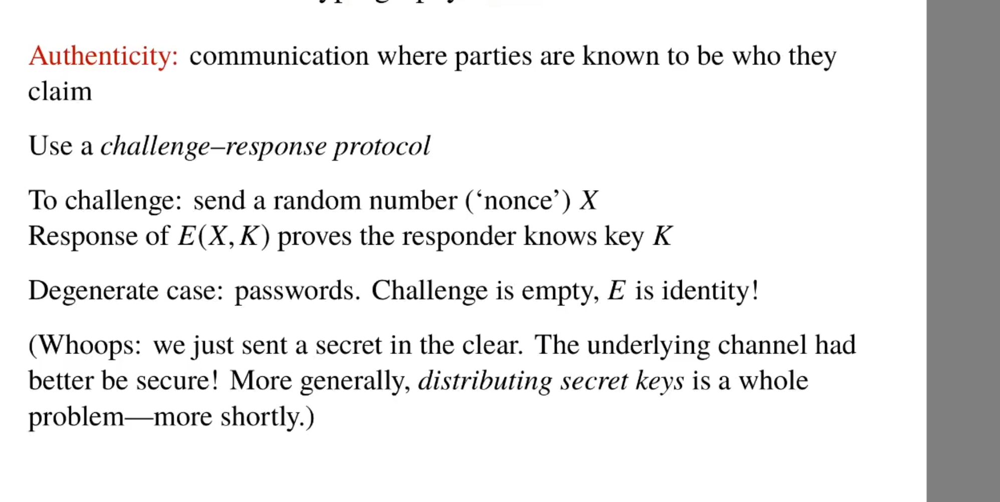 Authenticity: communication where parties are known to be who they
claim
Use a challenge–response protocol
To challenge: send a random number (‘nonce’) X
Response of E(X, K) proves the responder knows key K
Degenerate case: passwords. Challenge is empty, E is identity!
(Whoops: we just sent a secret in the clear. The underlying channel had
better be secure! More generally, distributing secret keys is a whole
problem—more shortly.)